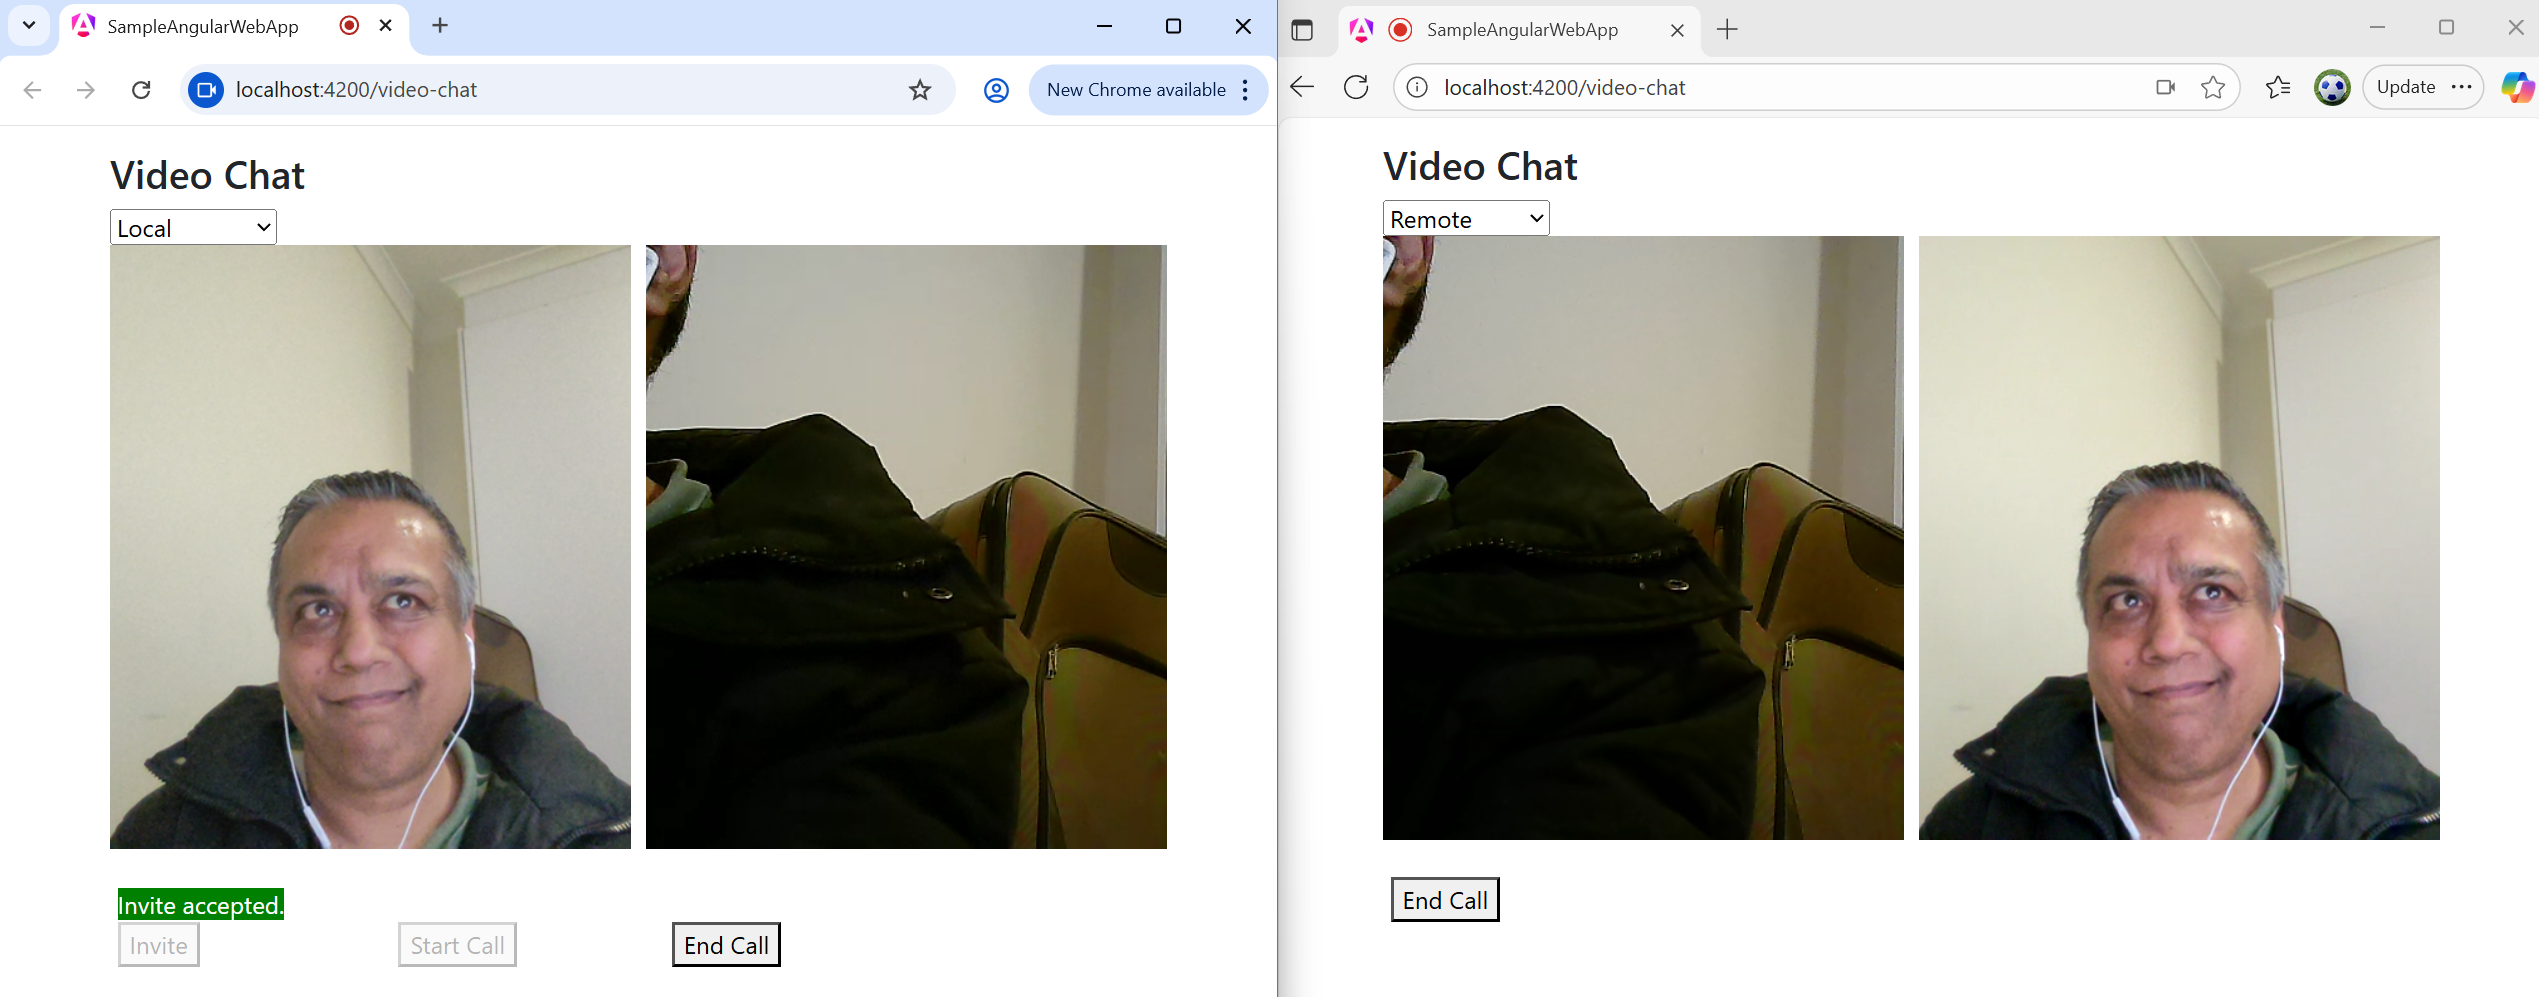 SampleAngularWebApp
localhost:4200/video-chat
New Chrome available
Video Chat
Local
Invite accepted.
Invite
Start Call
End Call
SampleAngularWebApp
localhost:4200/video-chat
Update
Video Chat
Remote
End Call